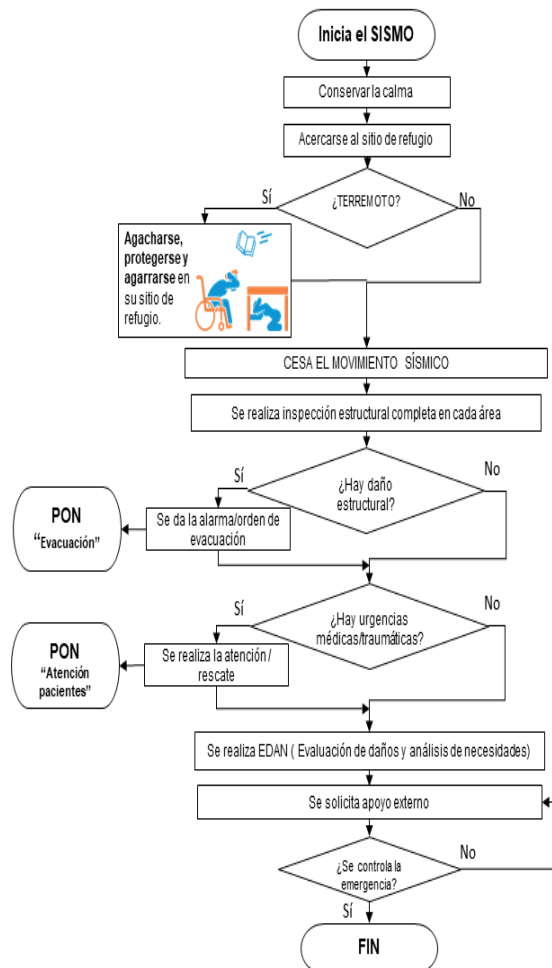 Inicia el SISMO
Conservar la calma
Acercarse al sitio de refugio
¿TERREMOTO?
Sí
No
Agacharse,
protegerse y
agarrarse en
su sitio de
refugio.
CESA EL MOVIMIENTO SÍSMICO
Se realiza inspección estructural completa en cada área
¿Hay daño
estructural?
Sí
No
Se da la alarma/orden de
evacuación
PON
“Evacuación”
¿Hay urgencias
médicas/traumáticas?
Sí
No
Se realiza la atención /
rescate
PON
“Atención
pacientes”
Se realiza EDAN ( Evaluación de daños y análisis de necesidades)
Se solicita apoyo externo
¿Se controla la
emergencia?
No
Sí
FIN